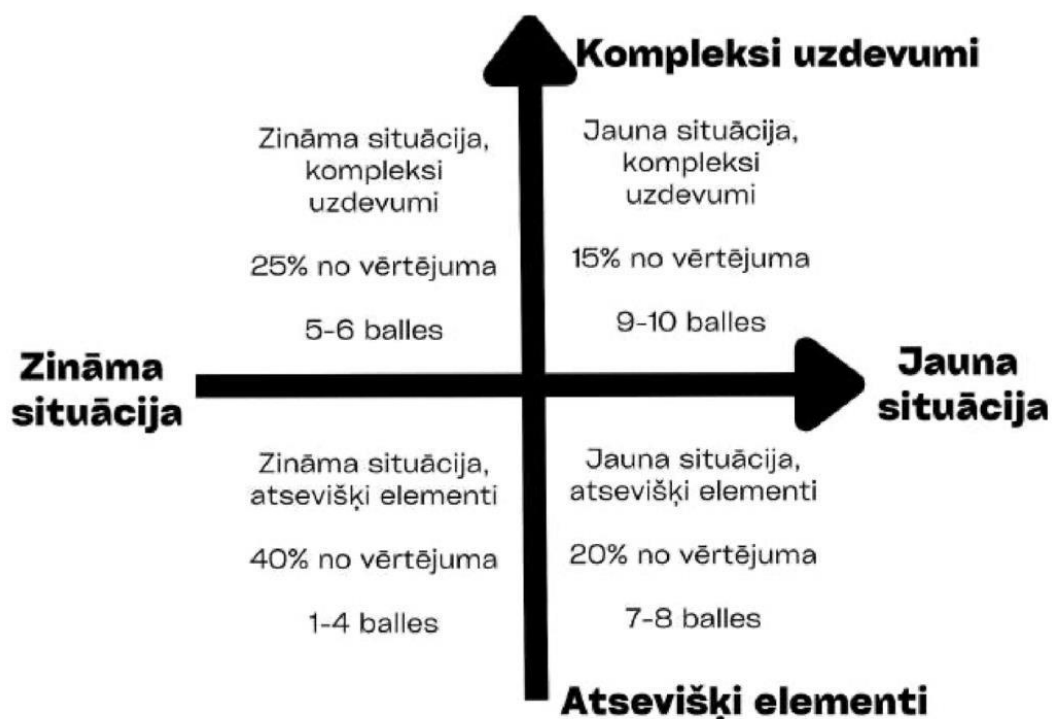 Kompleksi uzdevumi
Zināma situācija,
kompleksi
uzdevumi
25% no vērtējuma
5-6 balles
Jauna situācija,
kompleksi
uzdevumi
15% no vērtējuma
9-10 balles
Zināma
situācija
Jauna
situācija
Zināma situācija,
atsevišķi elementi
40% no vērtējuma
1-4 balles
Jauna situācija,
atsevišķi elementi
20% no vērtējuma
7-8 balles
Atsevišķi elementi